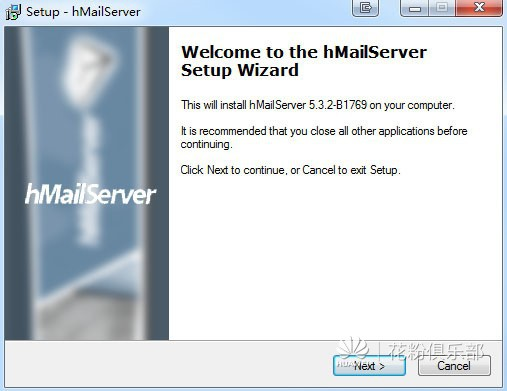 Setup - hMailServer
Welcome to the hMailServer
Setup Wizard
This will install hMailServer 5.3.2-B1769 on your computer.
It is recommended that you close all other applications before
continuing.
Click Next to continue, or Cancel to exit Setup.
hMailServer
花粉俱乐部
Next >
Cancel